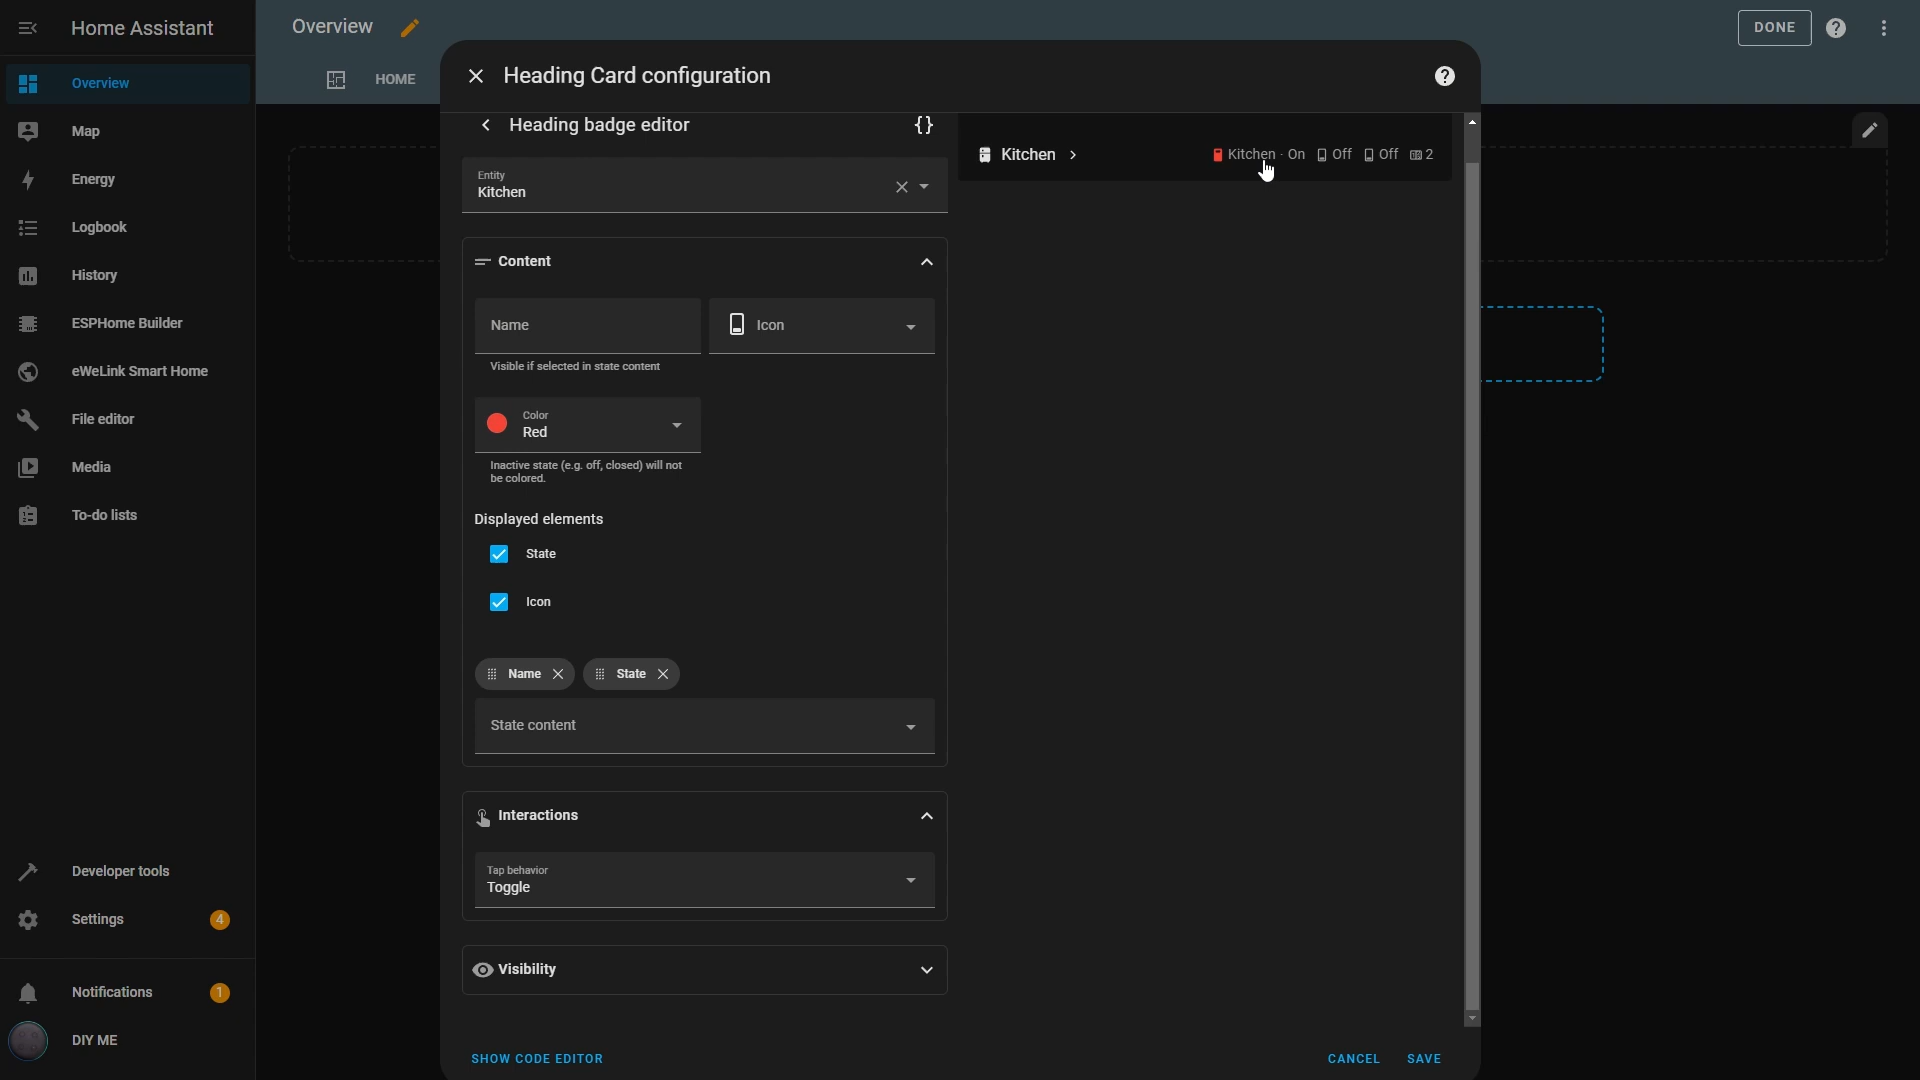 Home Assistant
Overview
DONE
HOME
Overview
Map
Energy
Logbook
History
ESPHome Builder
eWeLink Smart Home
File editor
Media
To-do lists
Developer tools
Settings
4
Notifications
1
DIY ME
Heading Card configuration
Heading badge editor
{}
Entity
Kitchen
Content
Name
Icon
Visible if selected in state content
Color
Red
Inactive state (e.g. off, closed) will not
be colored.
Displayed elements
State
Icon
Name
State
State content
Interactions
Tap behavior
Toggle
Visibility
Kitchen
Kitchen · On
Off
Off
2
SHOW CODE EDITOR
CANCEL
SAVE